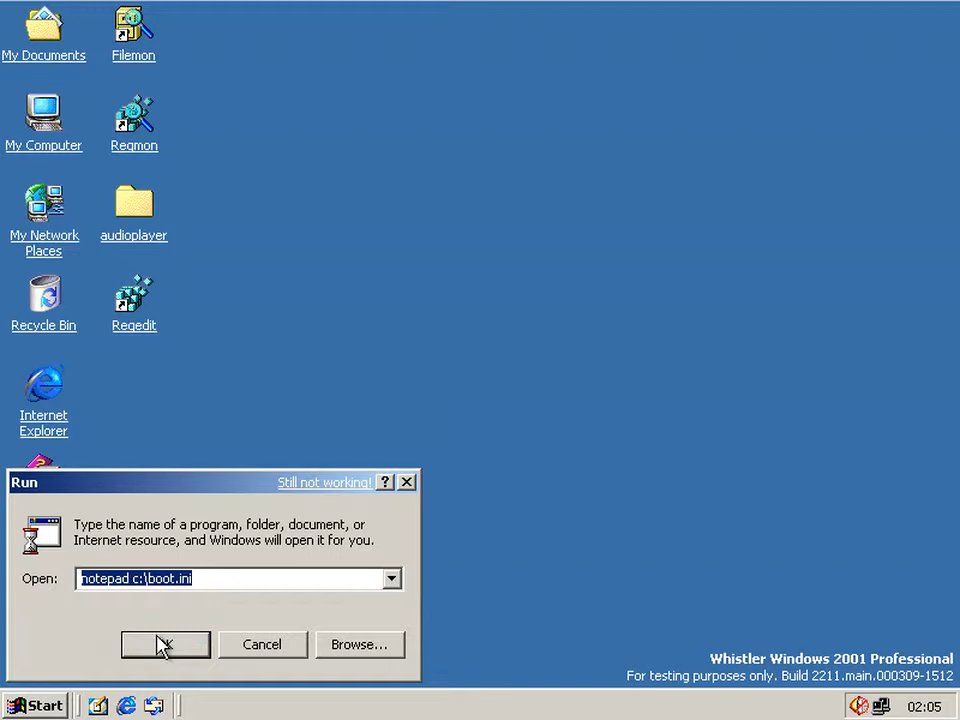 My Documents
Filemon
My Computer
Regmon
My Network
Places
audioplayer
Recycle Bin
Regedit
Internet
Explorer
Run
Still not working!
Type the name of a program, folder, document, or
Internet resource, and Windows will open it for you.
Open:
notepad c:\boot.ini
Cancel
Browse...
Whistler Windows 2001 Professional
For testing purposes only. Build 2211.main.000309-1512
Start
02:05